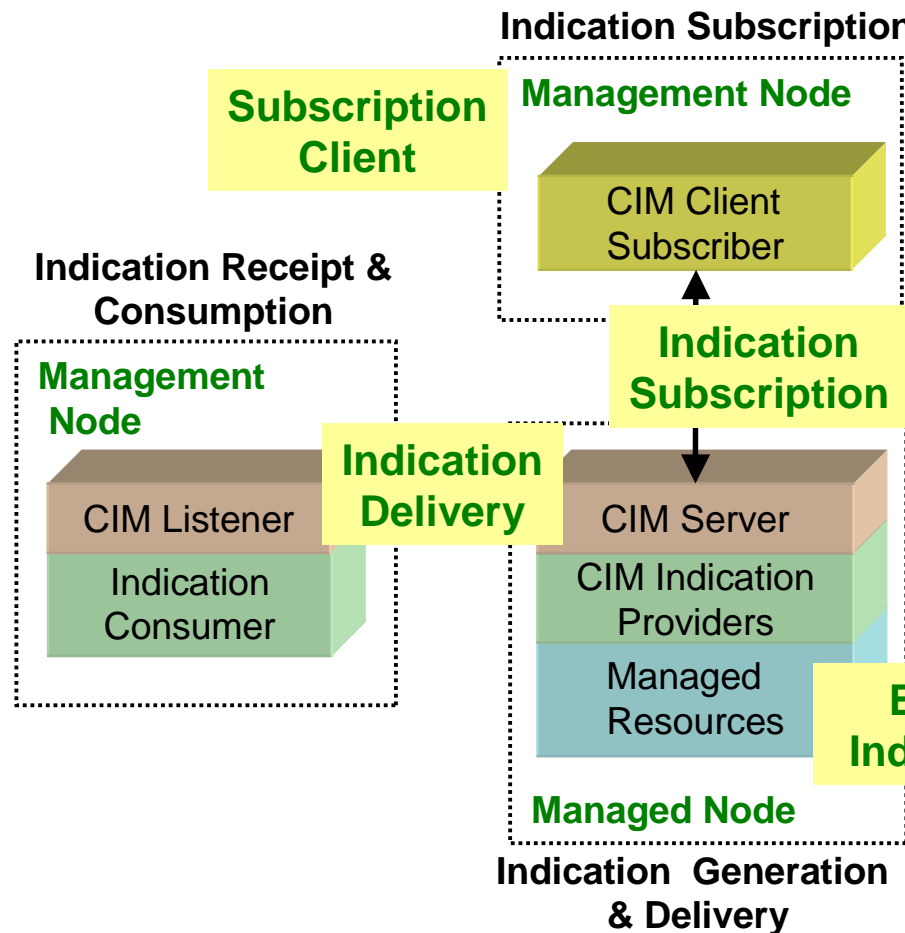 Indication Subscription
Management Node
Subscription
Client
CIM Client
Subscriber
Indication Receipt &
Consumption
Management
Node
Indication
Subscription
Indication
Delivery
CIM Listener
Indication
Consumer
CIM Server
CIM Indication
Providers
Managed
Resources
Managed Node
Indication Generation
& Delivery